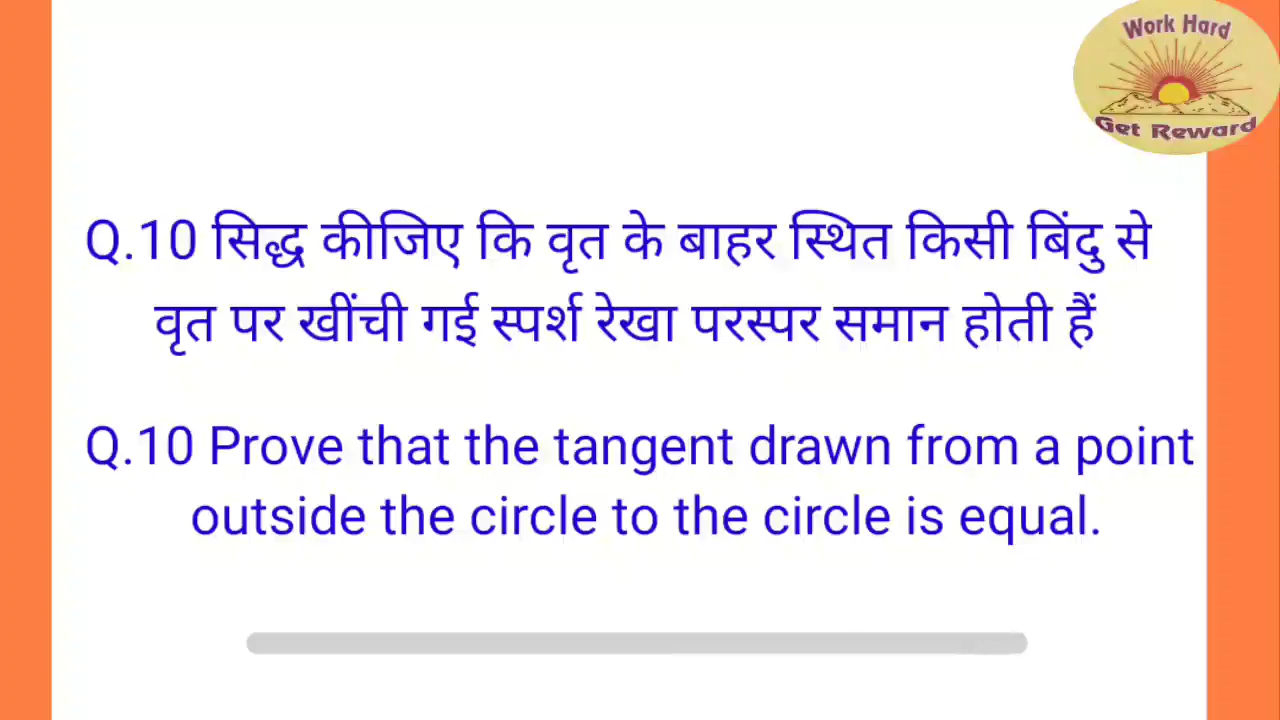 Work Hard
Get Reward
Q.10 सिद्ध कीजिए कि वृत के बाहर स्थित किसी बिंदु से
वृत पर खींची गई स्पर्श रेखा परस्पर समान होती हैं
Q.10 Prove that the tangent drawn from a point
outside the circle to the circle is equal.